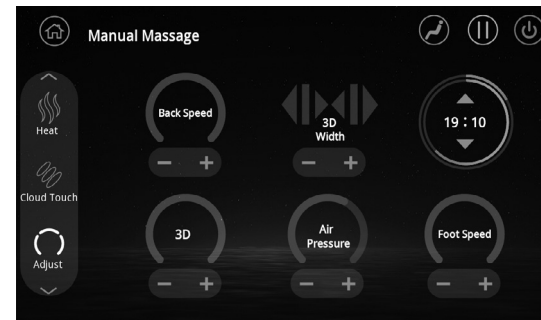 Manual Massage
Heat
Cloud Touch
Adjust
Back Speed
− +
3D
Width
− +
19 : 10
3D
− +
Air
Pressure
− +
Foot Speed
− +